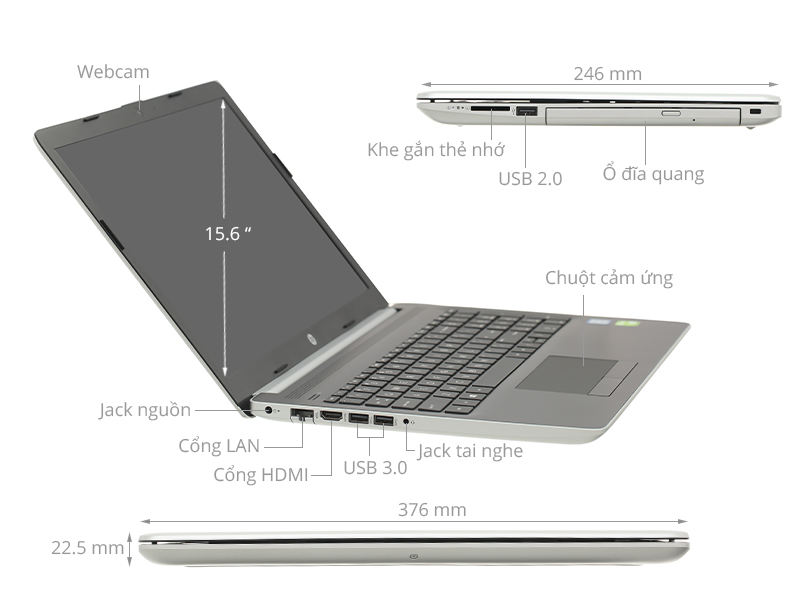 Webcam
246 mm
Khe gắn thẻ nhớ
USB 2.0
Ổ đĩa quang
15.6 “
Chuột cảm ứng
hp
Jack nguồn
Cổng LAN
Cổng HDMI
USB 3.0
Jack tai nghe
376 mm
22.5 mm